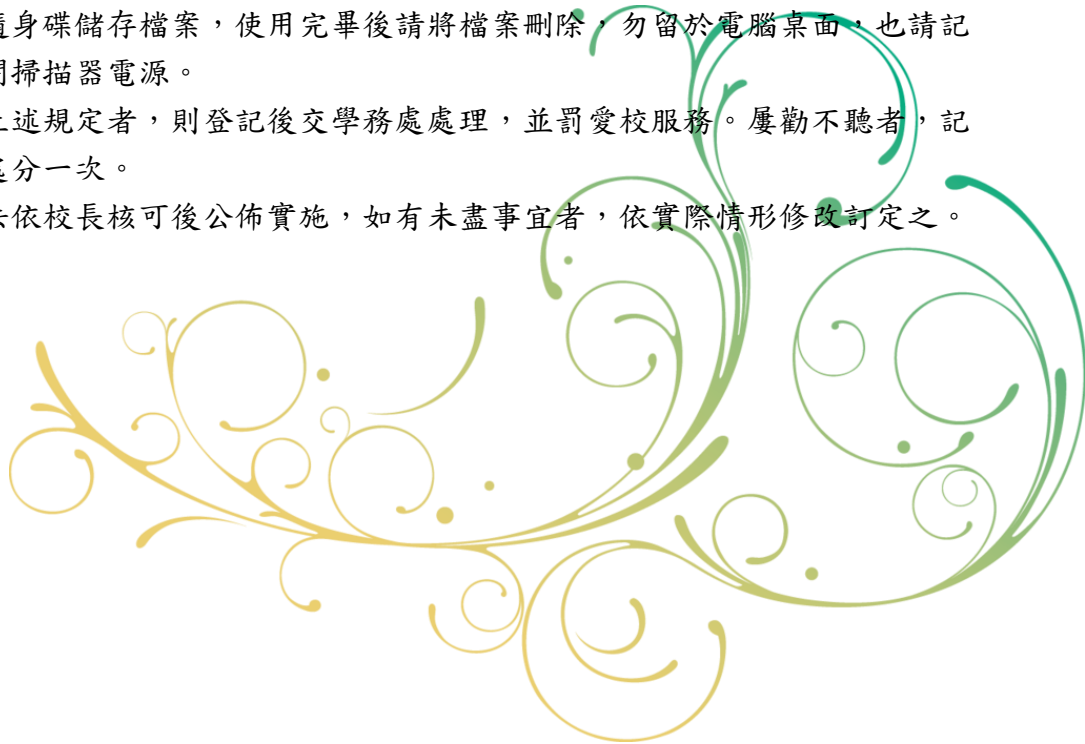 隨身碟儲存檔案，使用完畢後請將檔案刪除，勿留於電腦桌面，也請記
掃描器電源。
上述規定者，則登記後交學務處處理，並罰愛校服務。屢勸不聽者，記
處分一次。
依校長核可後公佈實施，如有未盡事宜者，依實際情形修改訂定之。